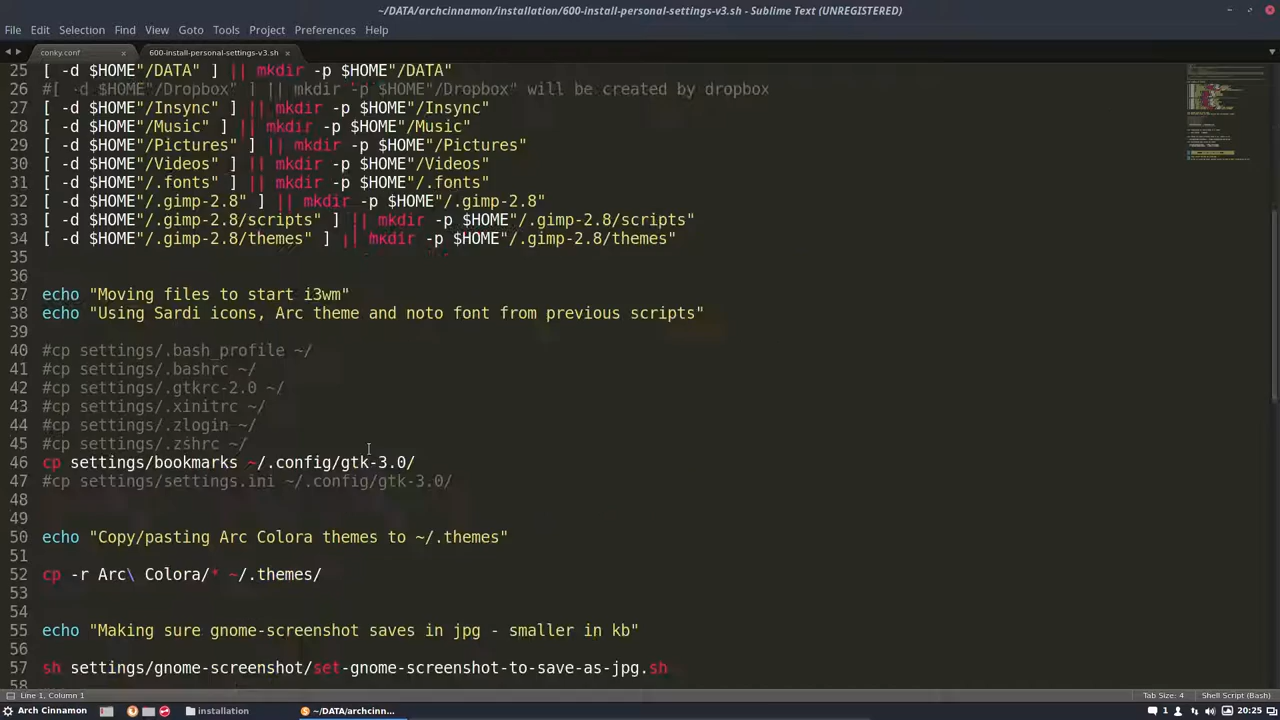 ~/DATA/archcinnamon/installation/600-install-personal-settings-v3.sh - Sublime Text (UNREGISTERED)
File Edit Selection Find View Goto Tools Project Preferences Help
conky.conf × 600-install-personal-settings-v3.sh ×
25 [ -d $HOME"/DATA" ] || mkdir -p $HOME"/DATA"
26 #[ -d $HOME"/Dropbox" ] || mkdir -p $HOME"/Dropbox" will be created by dropbox
27 [ -d $HOME"/Insync" ] || mkdir -p $HOME"/Insync"
28 [ -d $HOME"/Music" ] || mkdir -p $HOME"/Music"
29 [ -d $HOME"/Pictures" ] || mkdir -p $HOME"/Pictures"
30 [ -d $HOME"/Videos" ] || mkdir -p $HOME"/Videos"
31 [ -d $HOME"/.fonts" ] || mkdir -p $HOME"/.fonts"
32 [ -d $HOME"/.gimp-2.8" ] || mkdir -p $HOME"/.gimp-2.8"
33 [ -d $HOME"/.gimp-2.8/scripts" ] || mkdir -p $HOME"/.gimp-2.8/scripts"
34 [ -d $HOME"/.gimp-2.8/themes" ] || mkdir -p $HOME"/.gimp-2.8/themes"
35
36
37 echo "Moving files to start i3wm"
38 echo "Using Sardi icons, Arc theme and noto font from previous scripts"
39
40 #cp settings/.bash_profile ~/
41 #cp settings/.bashrc ~/
42 #cp settings/.gtkrc-2.0 ~/
43 #cp settings/.xinitrc ~/
44 #cp settings/.zlogin ~/
45 #cp settings/.zshrc ~/
46 cp settings/bookmarks ~/.config/gtk-3.0/
47 #cp settings/settings.ini ~/.config/gtk-3.0/
48
49
50 echo "Copy/pasting Arc Colora themes to ~/.themes"
51
52 cp -r Arc\ Colora/* ~/.themes/
53
54
55 echo "Making sure gnome-screenshot saves in jpg - smaller in kb"
56
57 sh settings/gnome-screenshot/set-gnome-screenshot-to-save-as-jpg.sh
58
Line 1, Column 1 Tab Size: 4 Shell Script (Bash)
Arch Cinnamon installation ~/DATA/archcinn... 1 20:25